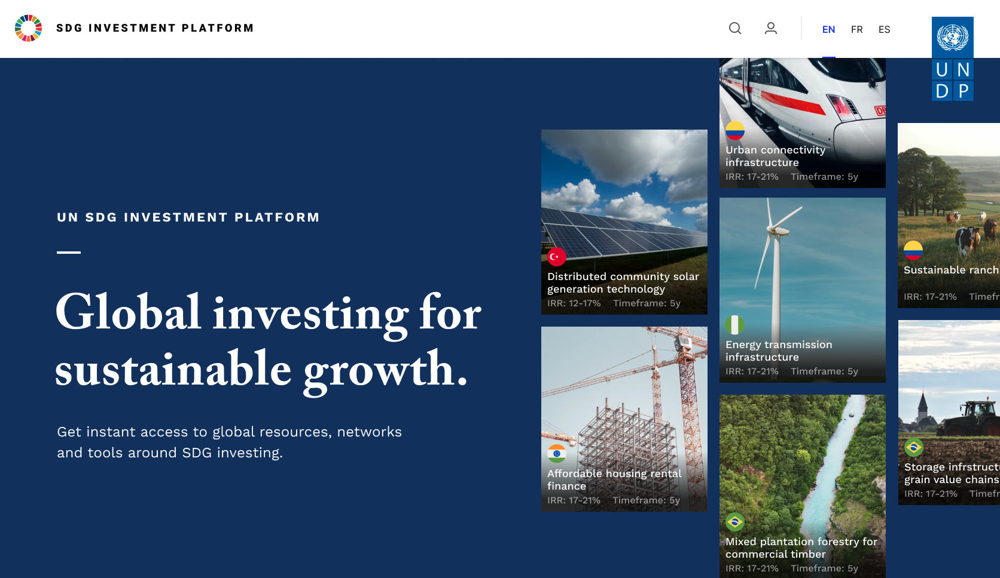 SDG INVESTMENT PLATFORM
EN FR ES
UN
DP
UN SDG INVESTMENT PLATFORM
Global investing for
sustainable growth.
Get instant access to global resources, networks
and tools around SDG investing.
Distributed community solar
generation technology
IRR: 12-17% Timeframe: 5y
Affordable housing rental
finance
IRR: 17-21% Timeframe: 5y
DB
Urban connectivity
infrastructure
IRR: 17-21% Timeframe: 5y
Energy transmission
infrastructure
IRR: 17-21% Timeframe: 5y
Mixed plantation forestry for
commercial timber
IRR: 17-21% Timeframe: 5y
Sustainable ranch
IRR: 17-21% Timefr
Storage infrstructu
grain value chains
IRR: 17-21% Timefr